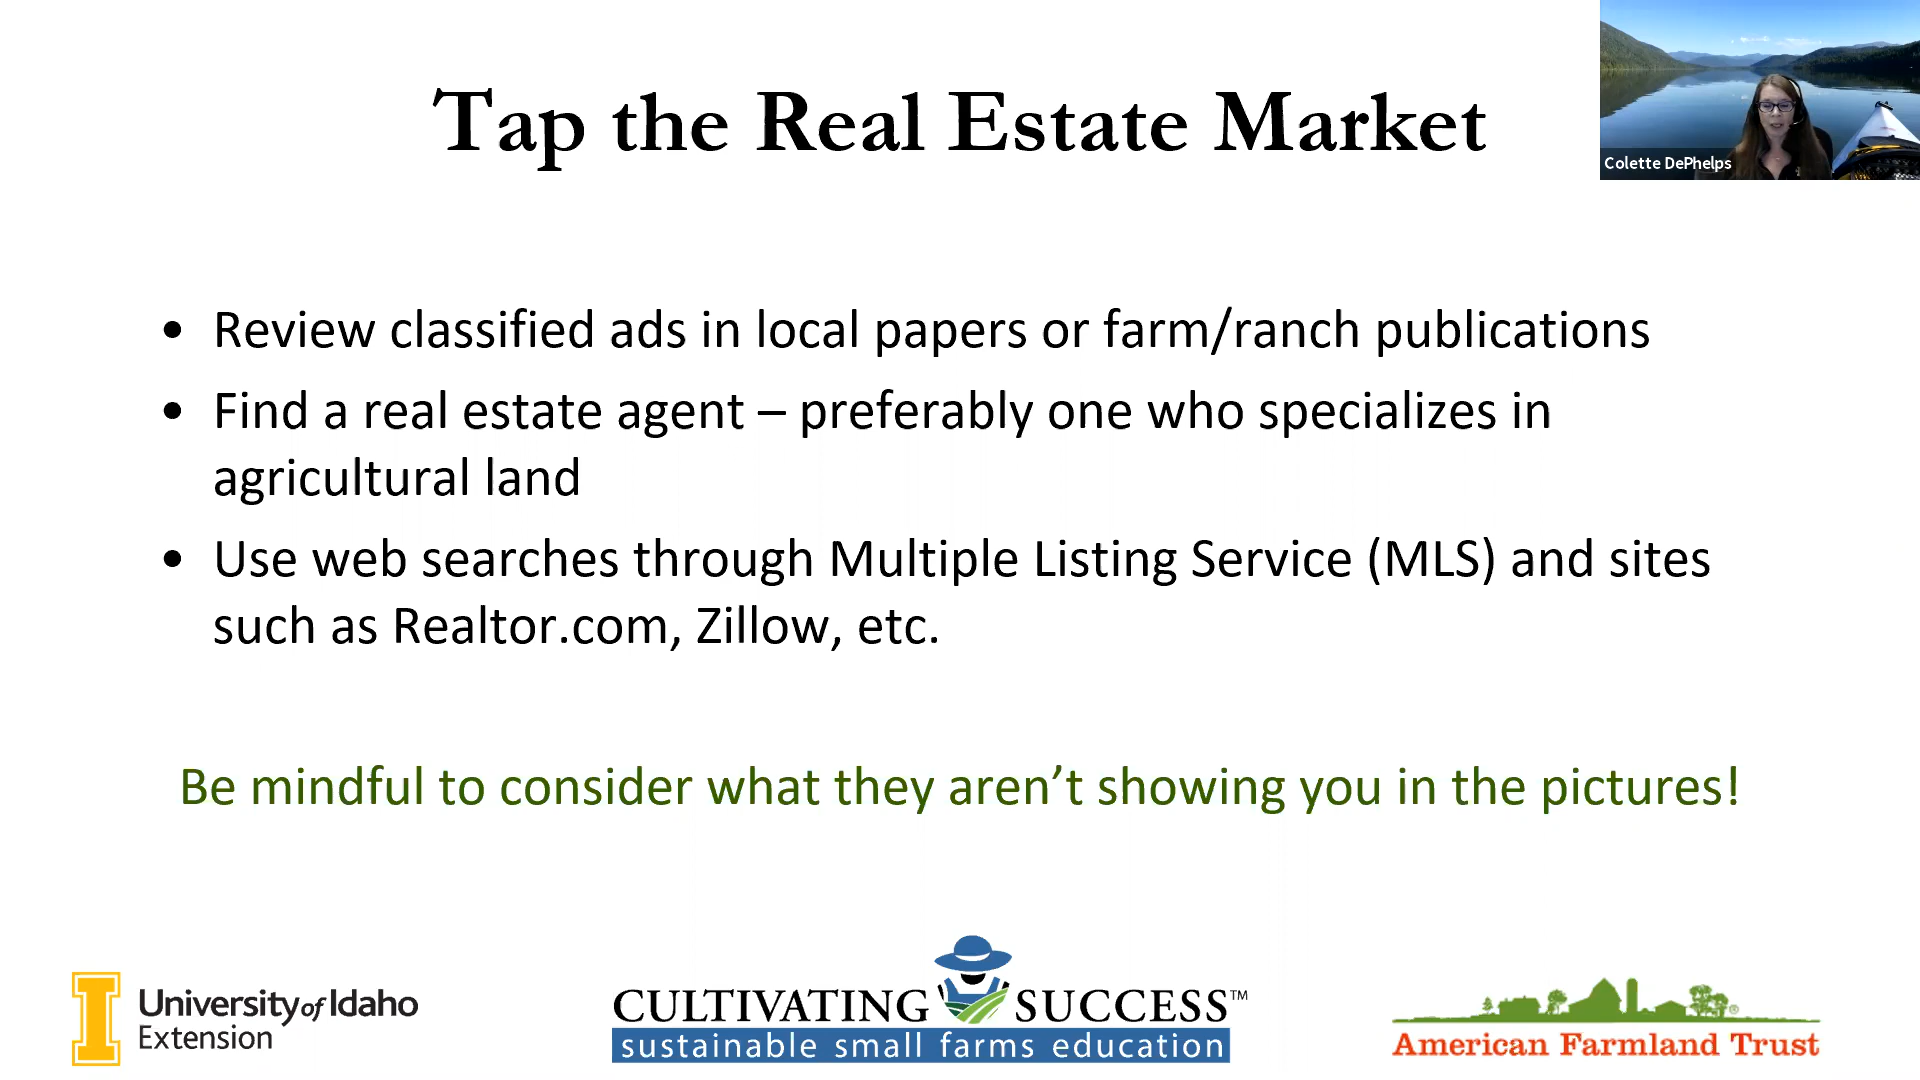 Tap the Real Estate Market
Colette DePhelps
• Review classified ads in local papers or farm/ranch publications
• Find a real estate agent – preferably one who specializes in
agricultural land
• Use web searches through Multiple Listing Service (MLS) and sites
such as Realtor.com, Zillow, etc.
Be mindful to consider what they aren’t showing you in the pictures!
University of Idaho
Extension
CULTIVATING SUCCESS™
sustainable small farms education
American Farmland Trust